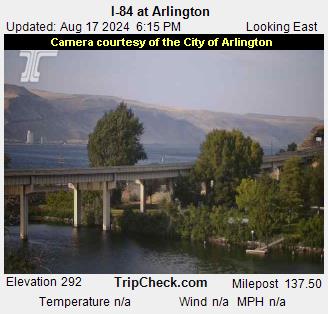 I-84 at Arlington
Updated: Aug 17 2024 6:15 PM Looking East
Camera courtesy of the City of Arlington
Elevation 292 TripCheck.com Milepost 137.50
Temperature n/a Wind n/a MPH n/a